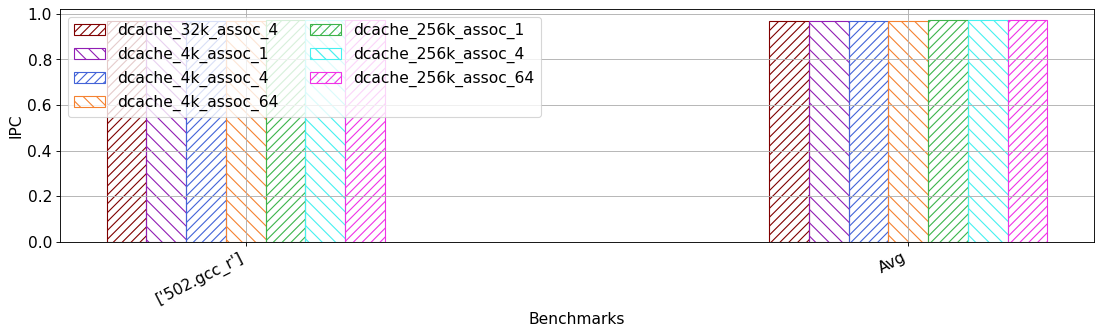 1.0
0.8
0.6
0.4
0.2
0.0
IPC
dcache_32k_assoc_4
dcache_4k_assoc_1
dcache_4k_assoc_4
dcache_4k_assoc_64
dcache_256k_assoc_1
dcache_256k_assoc_4
dcache_256k_assoc_64
['502.gcc_r']
Avg
Benchmarks